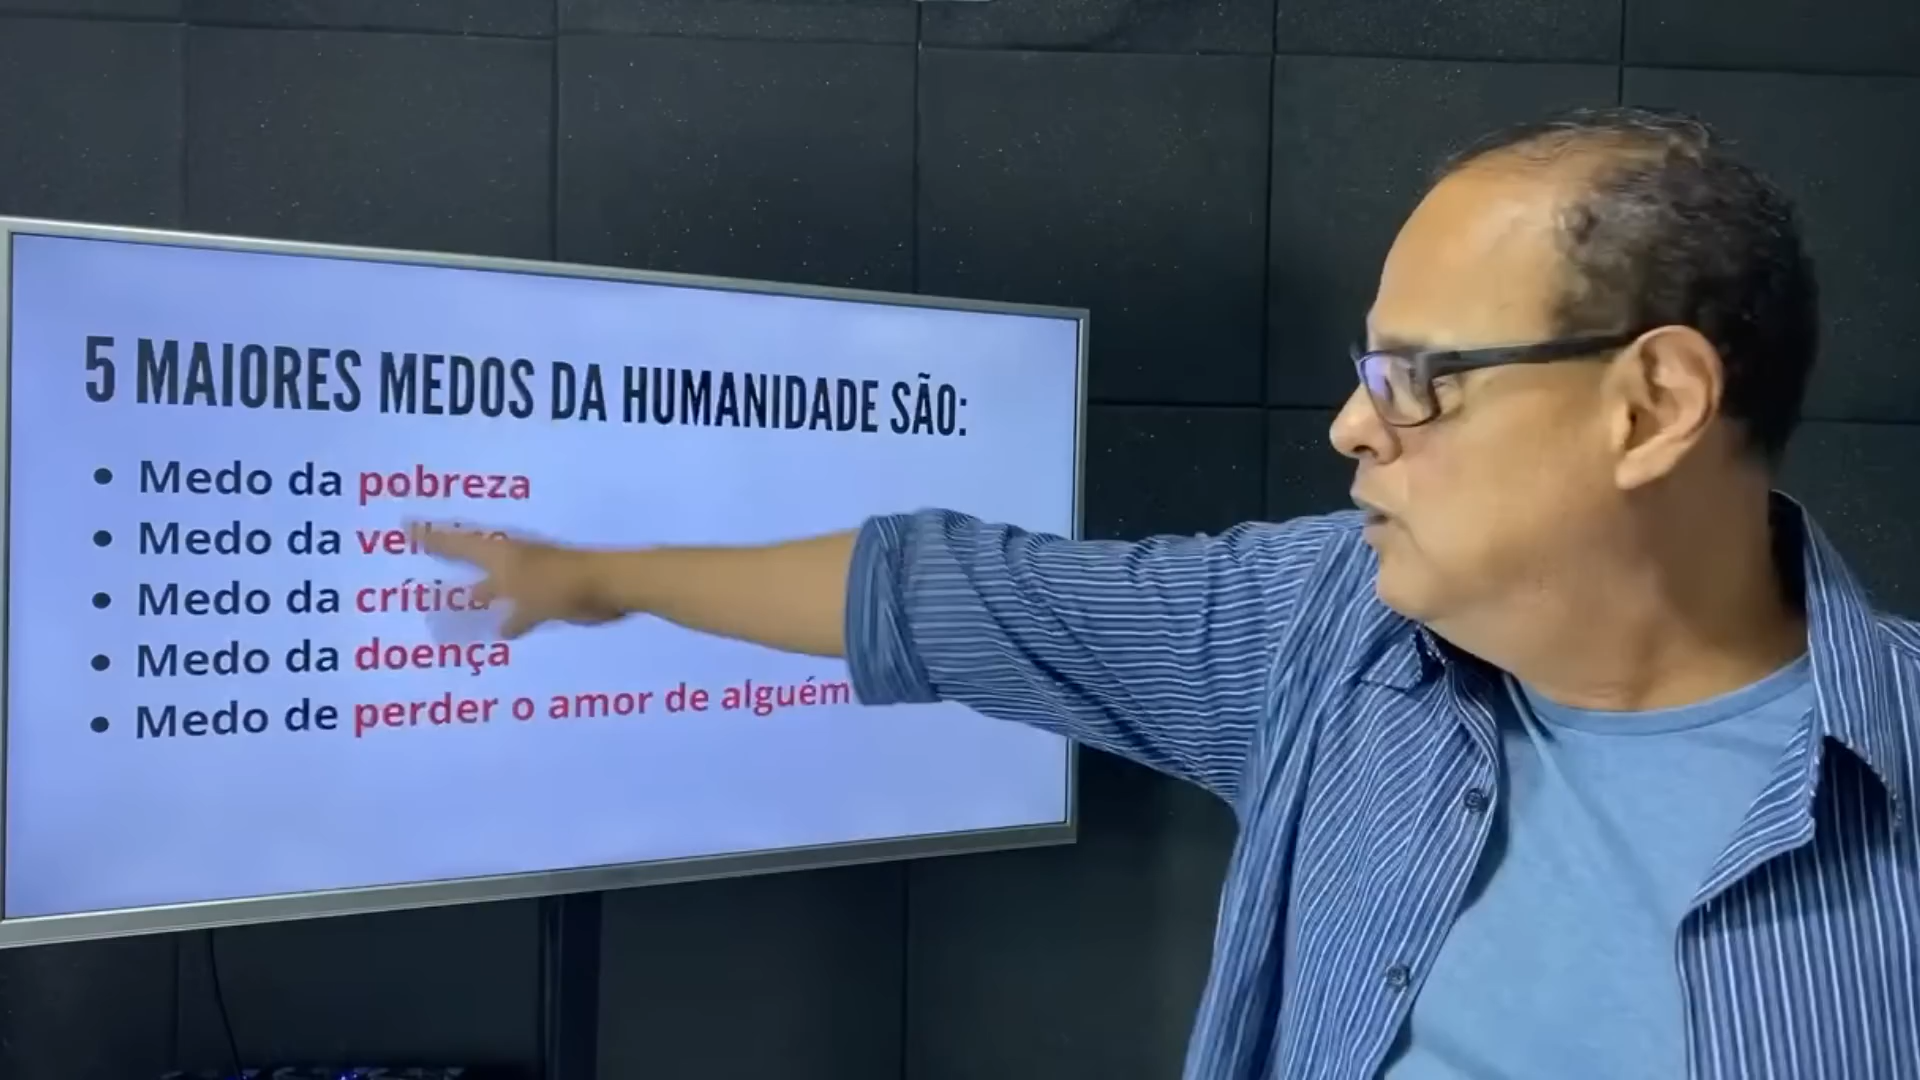 5 MAIORES MEDOS DA HUMANIDADE SÃO:
• Medo da pobreza
• Medo da
• Medo da crítica
• Medo da doença
• Medo de perder o amor de alguém